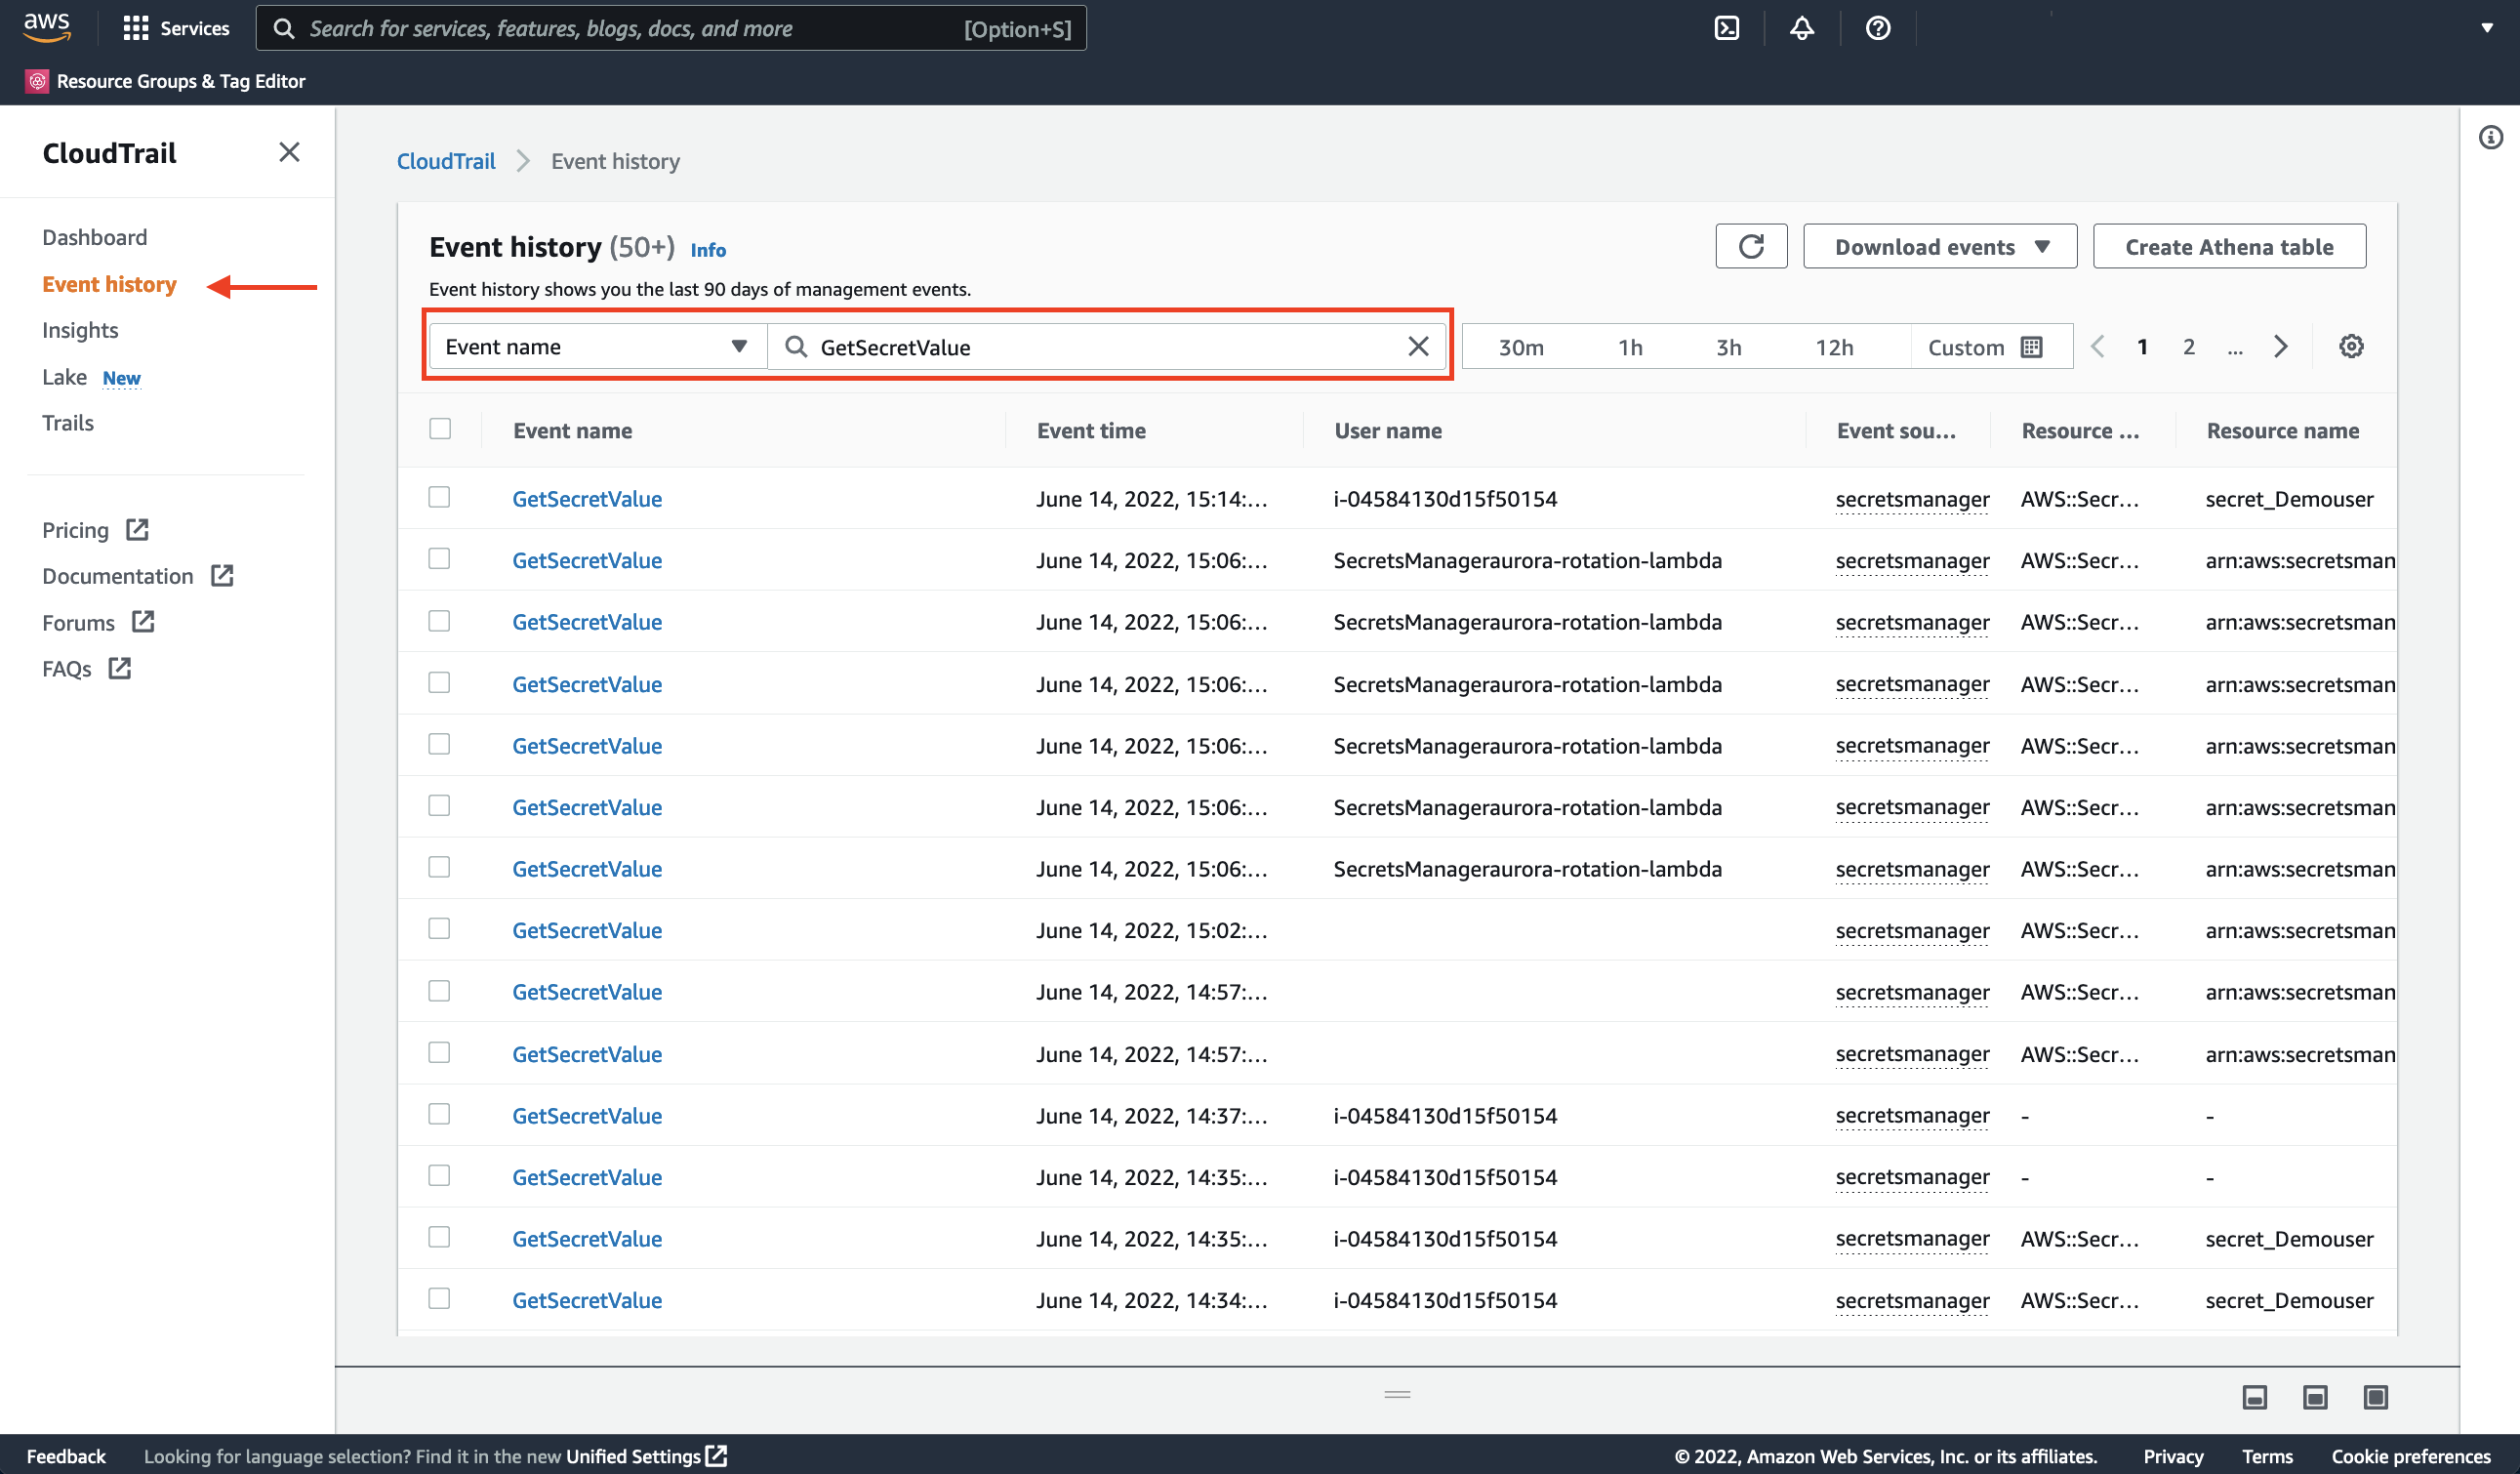 aws Services Search for services, features, blogs, docs, and more [Option+S]
Resource Groups & Tag Editor
CloudTrail
Dashboard
Event history
Insights
Lake New
Trails
Pricing
Documentation
Forums
FAQs
CloudTrail Event history
Event history (50+) Info
Download events Create Athena table
Event history shows you the last 90 days of management events.
Event name GetSecretValue 30m 1h 3h 12h Custom 1 2 ...
Event name Event time User name Event sou... Resource ... Resource name
GetSecretValue June 14, 2022, 15:14:... i-04584130d15f50154 secretsmanager AWS::Secr... secret_Demouser
GetSecretValue June 14, 2022, 15:06:... SecretsManageraurora-rotation-lambda secretsmanager AWS::Secr... arn:aws:secretsman
GetSecretValue June 14, 2022, 15:06:... SecretsManageraurora-rotation-lambda secretsmanager AWS::Secr... arn:aws:secretsman
GetSecretValue June 14, 2022, 15:06:... SecretsManageraurora-rotation-lambda secretsmanager AWS::Secr... arn:aws:secretsman
GetSecretValue June 14, 2022, 15:06:... SecretsManageraurora-rotation-lambda secretsmanager AWS::Secr... arn:aws:secretsman
GetSecretValue June 14, 2022, 15:06:... SecretsManageraurora-rotation-lambda secretsmanager AWS::Secr... arn:aws:secretsman
GetSecretValue June 14, 2022, 15:06:... SecretsManageraurora-rotation-lambda secretsmanager AWS::Secr... arn:aws:secretsman
GetSecretValue June 14, 2022, 15:02:... secretsmanager AWS::Secr... arn:aws:secretsman
GetSecretValue June 14, 2022, 14:57:... secretsmanager AWS::Secr... arn:aws:secretsman
GetSecretValue June 14, 2022, 14:57:... secretsmanager AWS::Secr... arn:aws:secretsman
GetSecretValue June 14, 2022, 14:37:... i-04584130d15f50154 secretsmanager - -
GetSecretValue June 14, 2022, 14:35:... i-04584130d15f50154 secretsmanager - -
GetSecretValue June 14, 2022, 14:35:... i-04584130d15f50154 secretsmanager AWS::Secr... secret_Demouser
GetSecretValue June 14, 2022, 14:34:... i-04584130d15f50154 secretsmanager AWS::Secr... secret_Demouser
Feedback Looking for language selection? Find it in the new Unified Settings © 2022, Amazon Web Services, Inc. or its affiliates. Privacy Terms Cookie preferences